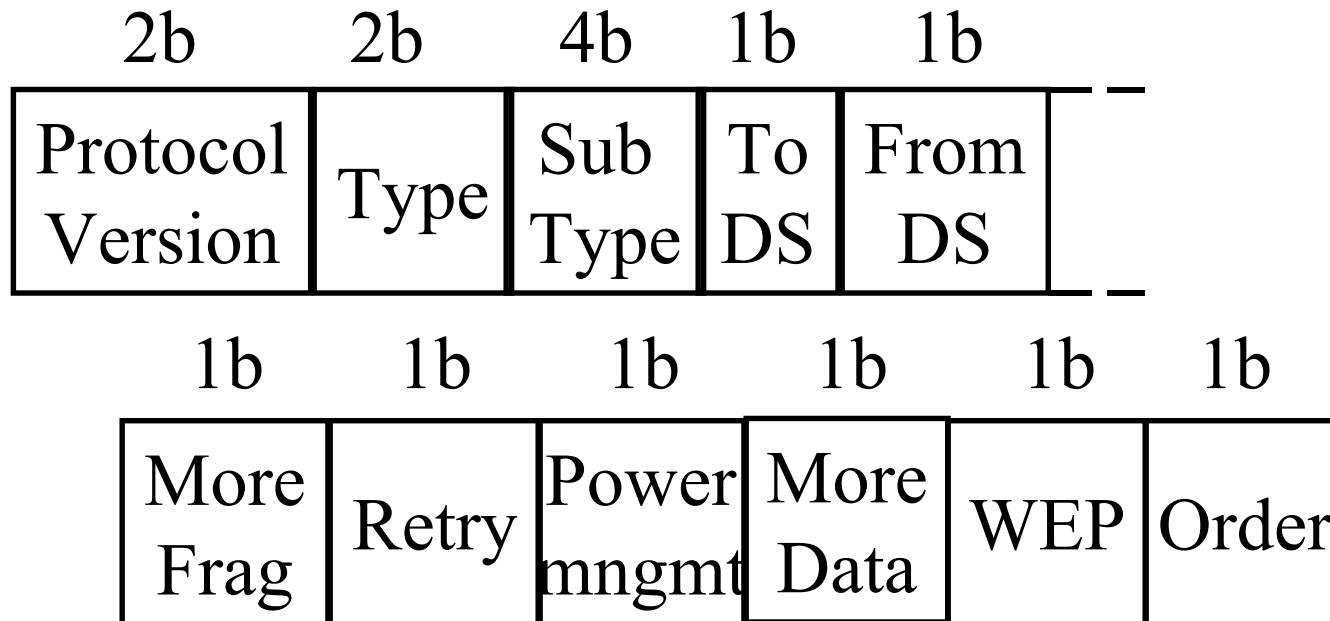 2b 2b 4b 1b 1b
Protocol Version Type Sub Type To DS From DS
1b 1b 1b 1b 1b 1b
More Frag Retry Power mngmt More Data WEP Order